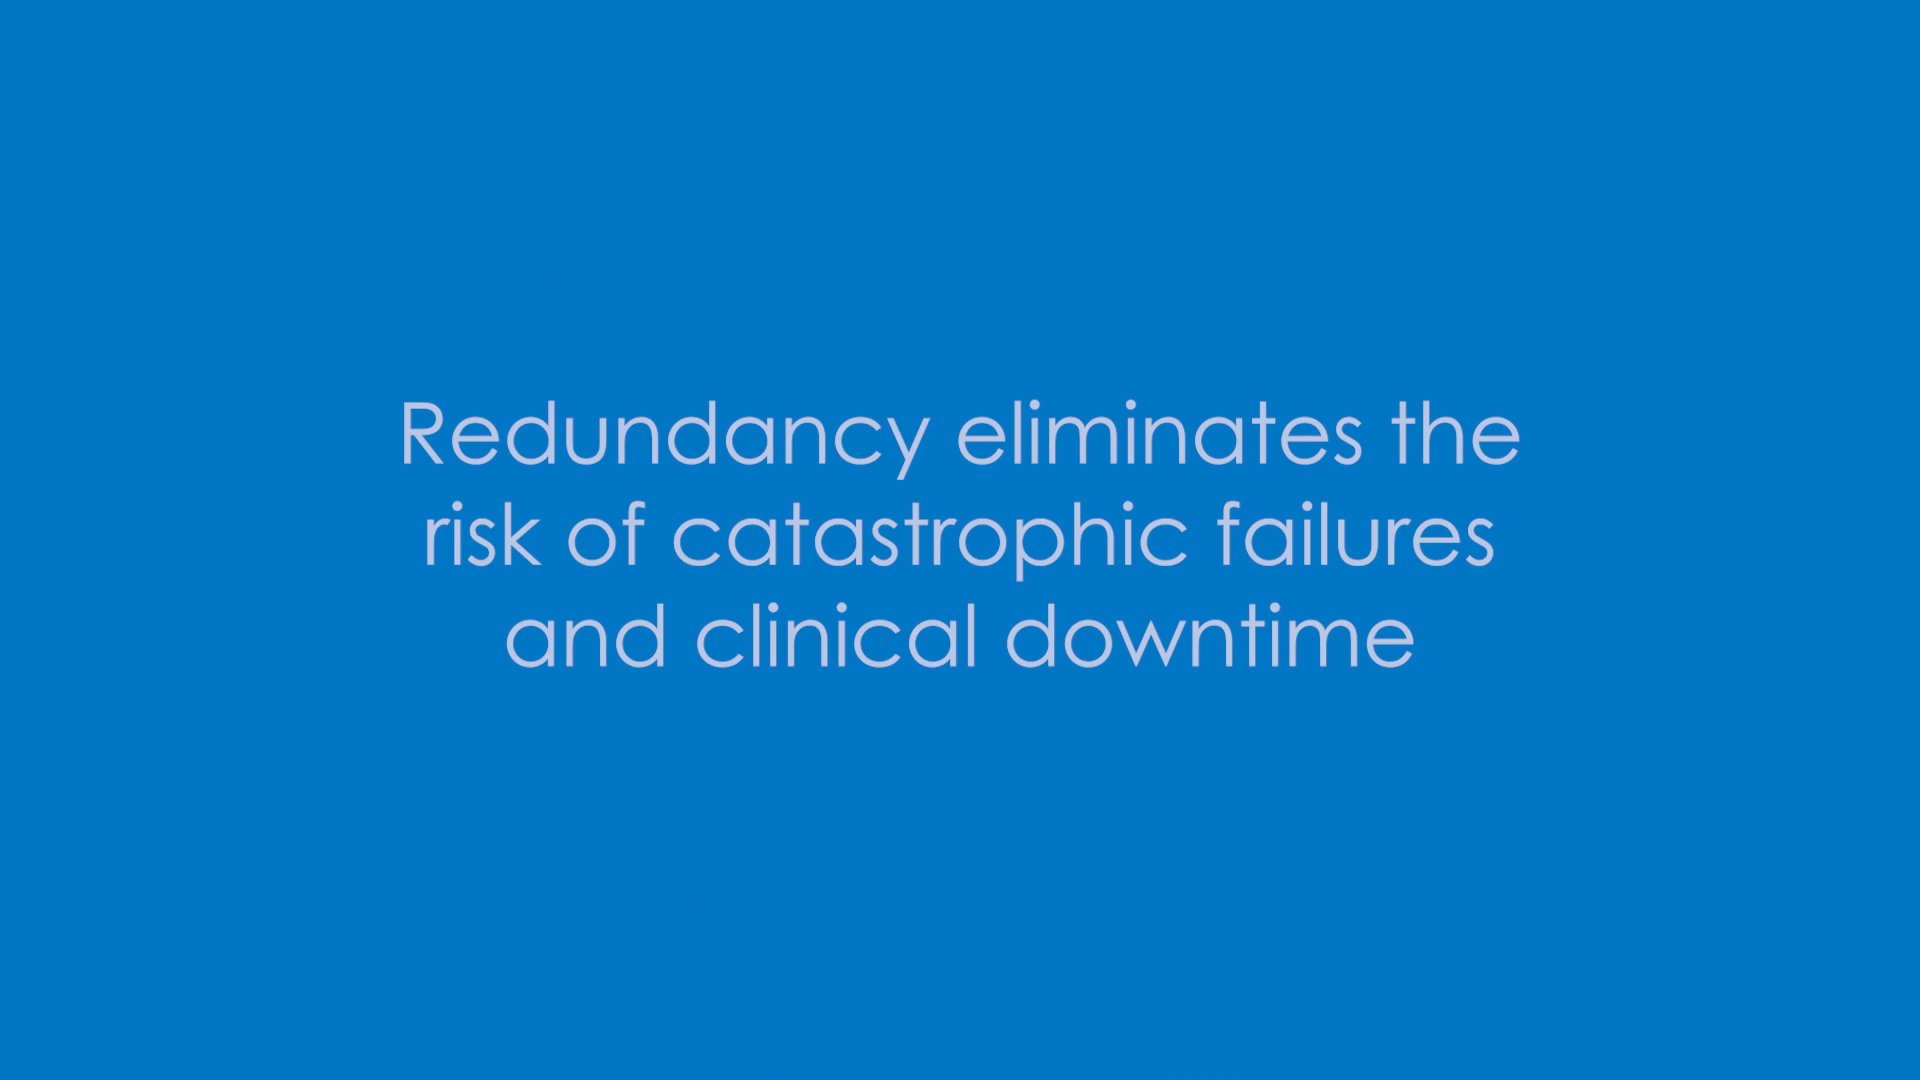 Redundancy eliminates the
risk of catastrophic failures
and clinical downtime